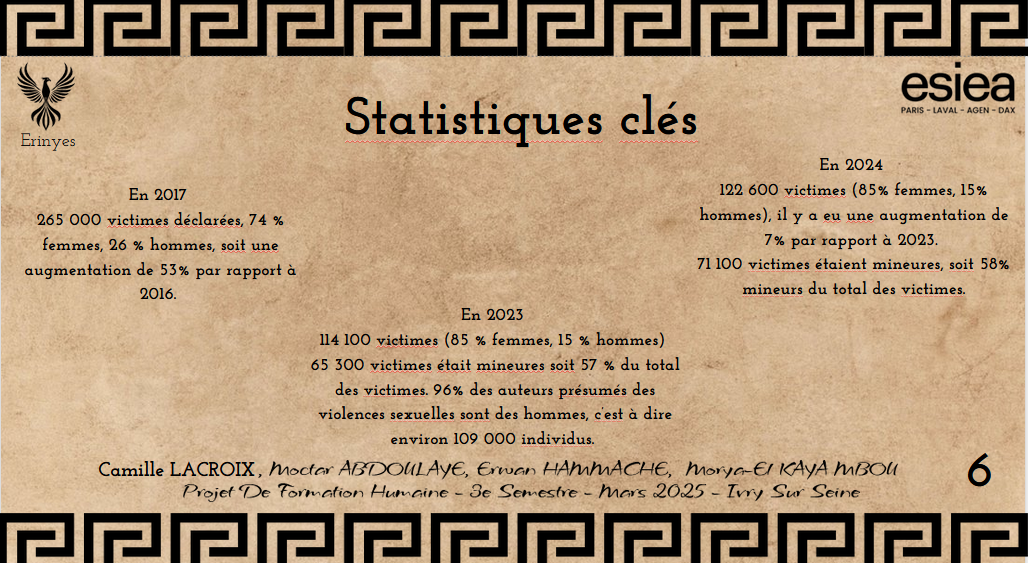 Erinyes
esiea
PARIS - LAVAL - AGEN - DAX
Statistiques clés
En 2017
265 000 victimes déclarées, 74 %
femmes, 26 % hommes, soit une
augmentation de 53% par rapport à
2016.
En 2024
122 600 victimes (85% femmes, 15%
hommes), il y a eu une augmentation de
7% par rapport à 2023.
71 100 victimes étaient mineures, soit 58%
mineurs du total des victimes.
En 2023
114 100 victimes (85 % femmes, 15 % hommes)
65 300 victimes était mineures soit 57 % du total
des victimes. 96% des auteurs présumés des
violences sexuelles sont des hommes, c'est à dire
environ 109 000 individus.
Camille LACROIX, Moctar ABDOULAYE, Erwan HAMMACHE, Morya-El KAYA MBOU
Projet De Formation Humaine - 3e Semestre - Mars 2025 - Ivry Sur Seine
6